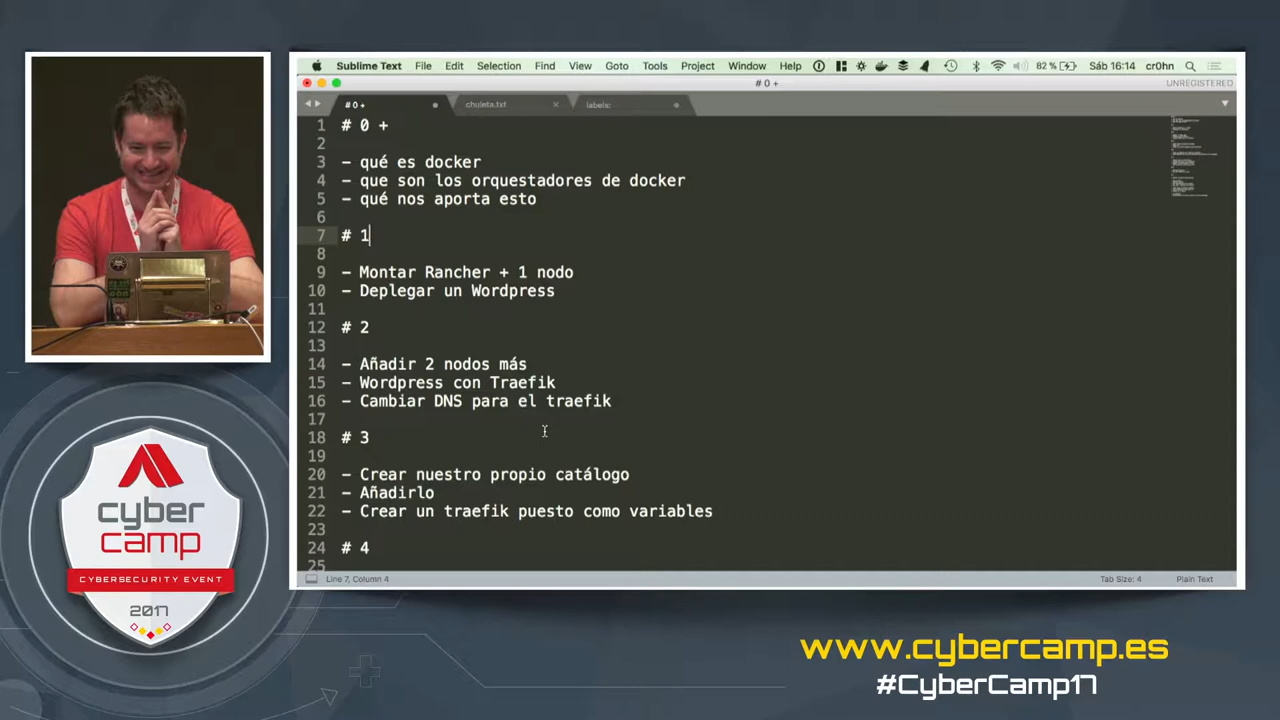 Sublime Text File Edit Selection Find View Goto Tools Project Window Help 82 % Sáb 16:14 cr0hn
# 0 + UNREGISTERED
# 0 + chuleta.txt labels:
1 # 0 +
2
3 - qué es docker
4 - que son los orquestadores de docker
5 - qué nos aporta esto
6
7 # 1
8
9 - Montar Rancher + 1 nodo
10 - Deplegar un Wordpress
11
12 # 2
13
14 - Añadir 2 nodos más
15 - Wordpress con Traefik
16 - Cambiar DNS para el traefik
17
18 # 3
19
20 - Crear nuestro propio catálogo
21 - Añadirlo
22 - Crear un traefik puesto como variables
23
24 # 4
25
Line 7, Column 4 Tab Size: 4 Plain Text
cyber
camp
CYBERSECURITY EVENT
2017
www.cybercamp.es
#CyberCamp17